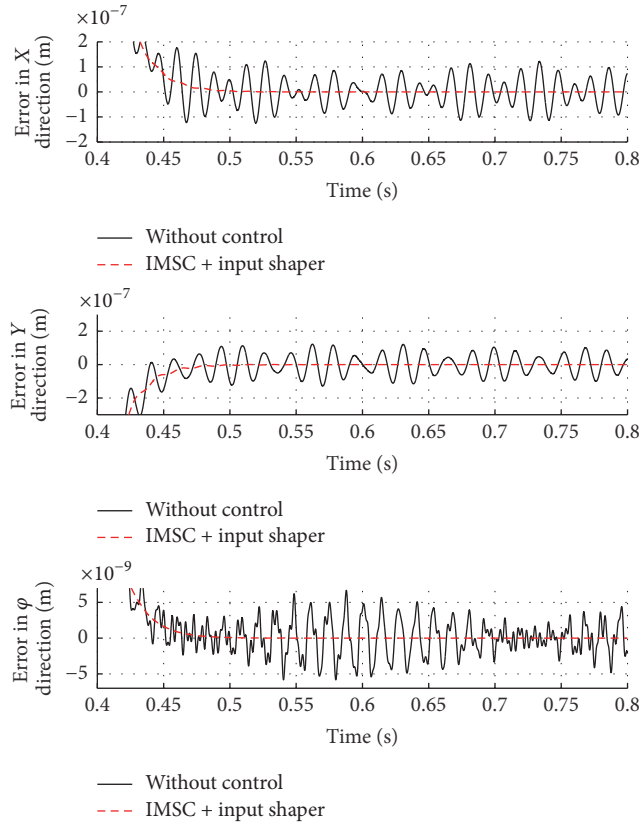 ×10⁻⁷
Error in X
direction (m)
2
1
0
−1
−2
0.4 0.45 0.5 0.55 0.6 0.65 0.7 0.75 0.8
Time (s)
Without control
IMSC + input shaper
×10⁻⁷
Error in Y
direction (m)
2
0
−2
0.4 0.45 0.5 0.55 0.6 0.65 0.7 0.75 0.8
Time (s)
Without control
IMSC + input shaper
×10⁻⁹
Error in φ
direction (m)
5
0
−5
0.4 0.45 0.5 0.55 0.6 0.65 0.7 0.75 0.8
Time (s)
Without control
IMSC + input shaper